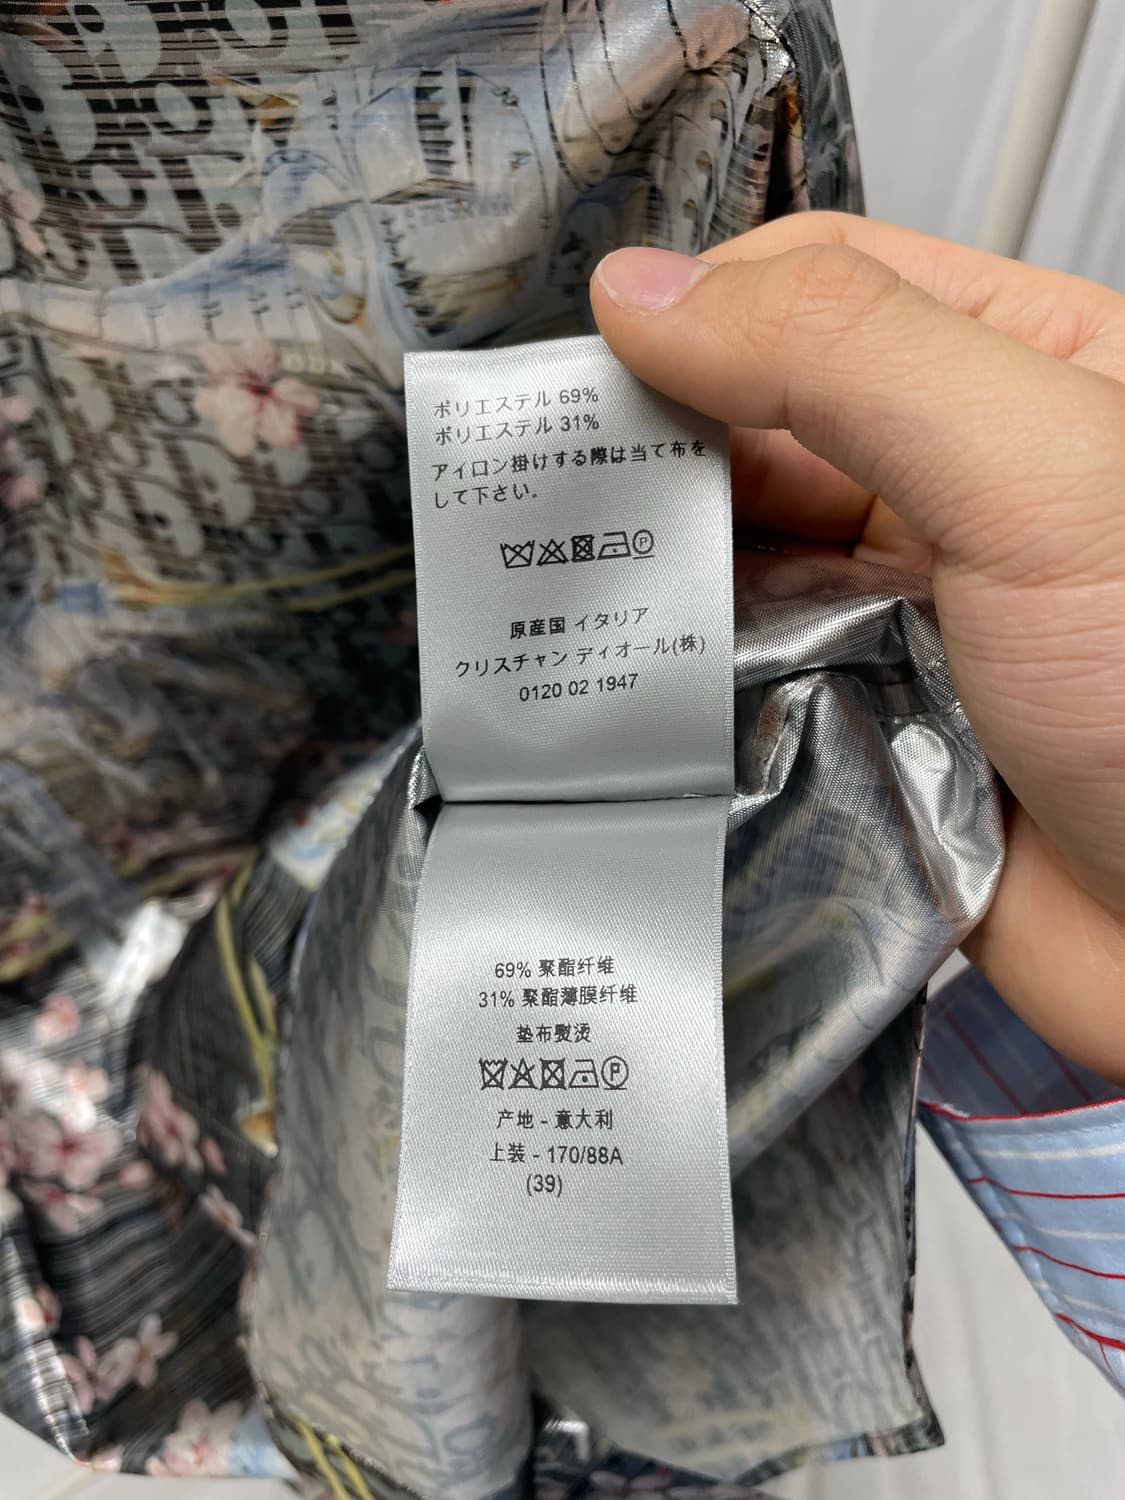 ポリエステル 69%
ポリエステル 31%
アイロン掛けする際は当て布を
して下さい.
P
原産国 イタリア
クリスチャン ディオール(株)
0120 02 1947
69% 聚酯纤维
31% 聚酯薄膜纤维
垫布熨烫
P
产地 - 意大利
上装 - 170/88A
(39)